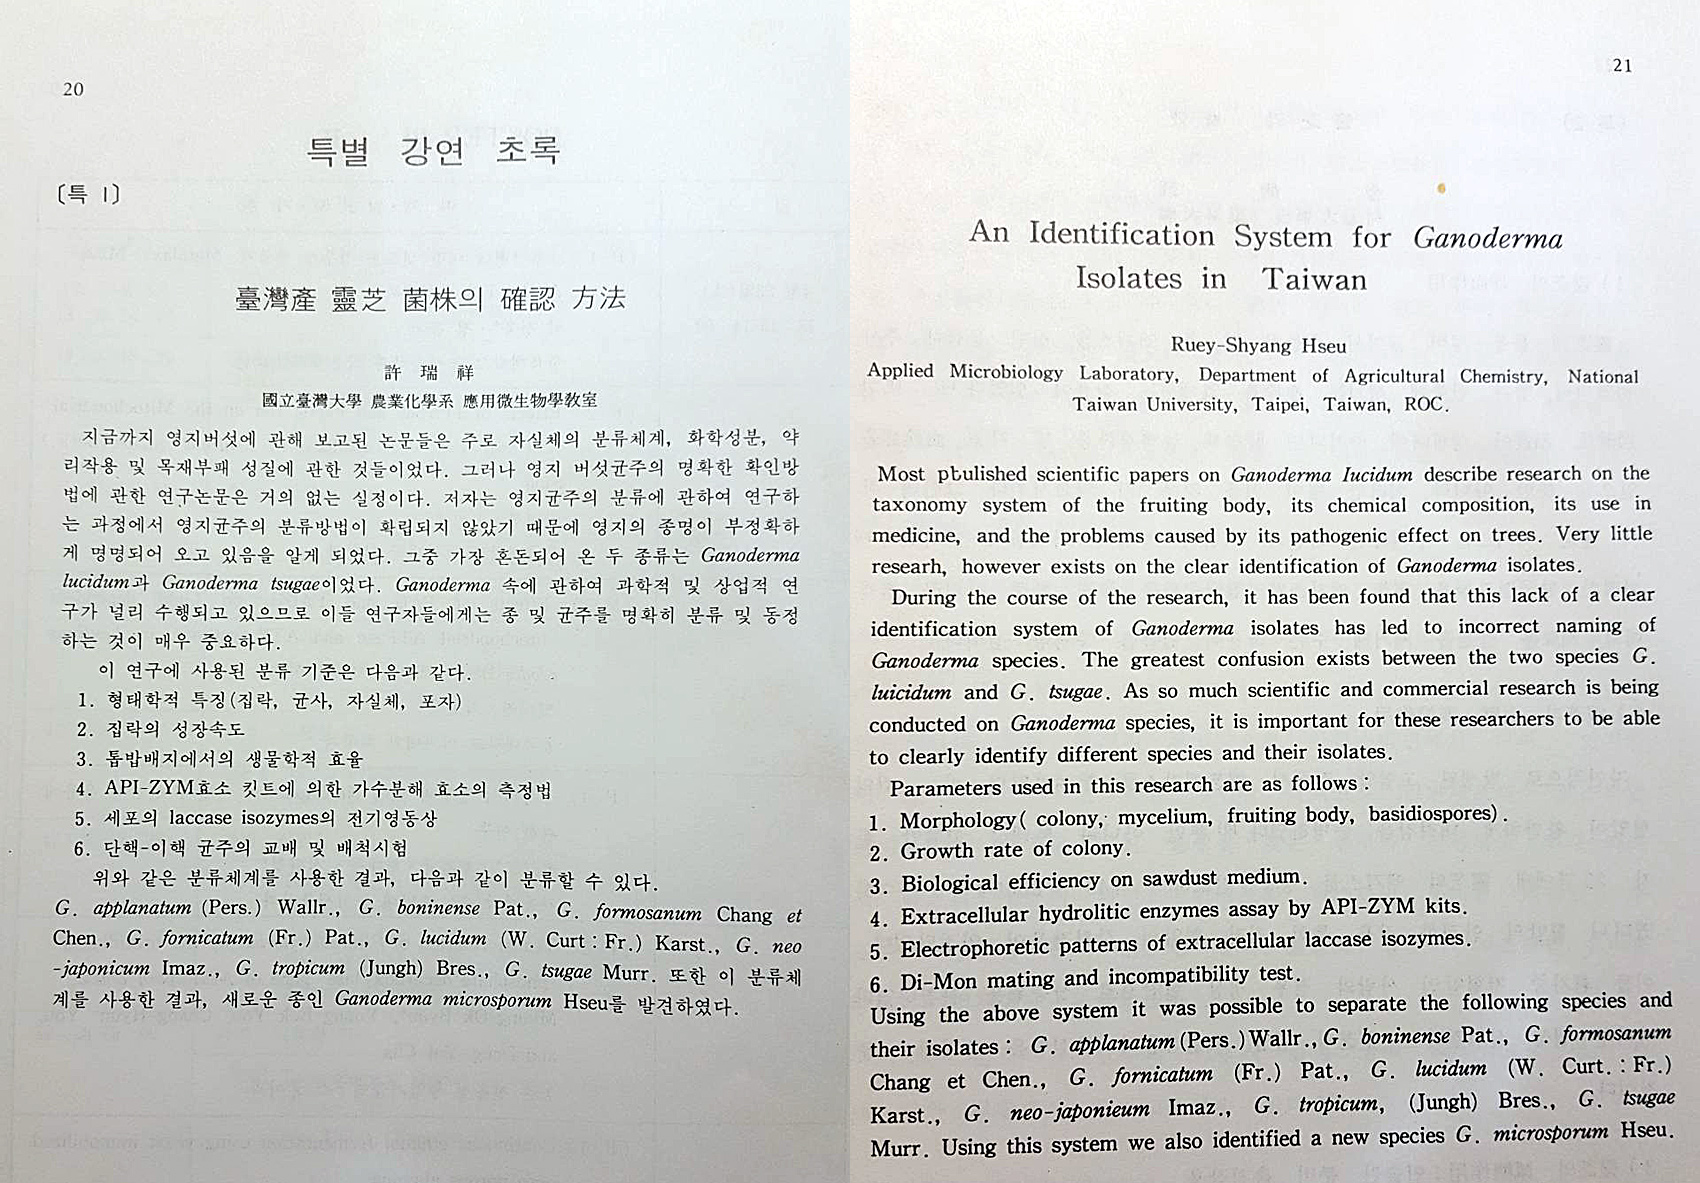 20
특별 강연 초록
〔특 Ⅰ〕
臺灣產 靈芝 菌株의 確認 方法
許 瑞 祥
國立臺灣大學 農業化學系 應用微生物學敎室
지금까지 영지버섯에 관해 보고된 논문들은 주로 자실체의 분류체계, 화학성분, 약
리작용 및 목재부패 성질에 관한 것들이었다. 그러나 영지 버섯균주의 명확한 확인방
법에 관한 연구논문은 거의 없는 실정이다. 저자는 영지균주의 분류에 관하여 연구하
는 과정에서 영지균주의 분류방법이 확립되지 않았기 때문에 영지의 종명이 부정확하
게 명명되어 오고 있음을 알게 되었다. 그중 가장 혼돈되어 온 두 종류는 Ganoderma
lucidum과 Ganoderma tsugae이었다. Ganoderma 속에 관하여 과학적 및 상업적 연
구가 널리 수행되고 있으므로 이들 연구자들에게는 종 및 균주를 명확히 분류 및 동정
하는 것이 매우 중요하다.
이 연구에 사용된 분류 기준은 다음과 같다.
1. 형태학적 특징(집락, 균사, 자실체, 포자)
2. 집락의 성장속도
3. 톱밥배지에서의 생물학적 효율
4. API-ZYM효소 킷트에 의한 가수분해 효소의 측정법
5. 세포의 laccase isozymes의 전기영동상
6. 단핵-이핵 균주의 교배 및 배척시험
위와 같은 분류체계를 사용한 결과, 다음과 같이 분류할 수 있다.
G. applanatum (Pers.) Wallr., G. boninense Pat., G. formosanum Chang et
Chen., G. fornicatum (Fr.) Pat., G. lucidum (W. Curt : Fr.) Karst., G. neo
-japonicum Imaz., G. tropicum (Jungh) Bres., G. tsugae Murr. 또한 이 분류체
계를 사용한 결과, 새로운 종인 Ganoderma microsporum Hseu를 발견하였다.
21
An Identification System for Ganoderma
Isolates in Taiwan
Ruey-Shyang Hseu
Applied Microbiology Laboratory, Department of Agricultural Chemistry, National
Taiwan University, Taipei, Taiwan, ROC.
Most ptulished scientific papers on Ganoderma Iucidum describe research on the
taxonomy system of the fruiting body, its chemical composition, its use in
medicine, and the problems caused by its pathogenic effect on trees. Very little
researh, however exists on the clear identification of Ganoderma isolates.
During the course of the research, it has been found that this lack of a clear
identification system of Ganoderma isolates has led to incorrect naming of
Ganoderma species. The greatest confusion exists between the two species G.
luicidum and G. tsugae. As so much scientific and commercial research is being
conducted on Ganoderma species, it is important for these researchers to be able
to clearly identify different species and their isolates.
Parameters used in this research are as follows :
1. Morphology( colony, mycelium, fruiting body, basidiospores).
2. Growth rate of colony.
3. Biological efficiency on sawdust medium.
4. Extracellular hydrolitic enzymes assay by API-ZYM kits.
5. Electrophoretic patterns of extracellular laccase isozymes.
6. Di-Mon mating and incompatibility test.
Using the above system it was possible to separate the following species and
their isolates : G. applanatum (Pers.) Wallr., G. boninense Pat., G. formosanum
Chang et Chen., G. fornicatum (Fr.) Pat., G. lucidum (W. Curt. : Fr.)
Karst., G. neo-japonieum Imaz., G. tropicum, (Jungh) Bres., G. tsugae
Murr. Using this system we also identified a new species G. microsporum Hseu.